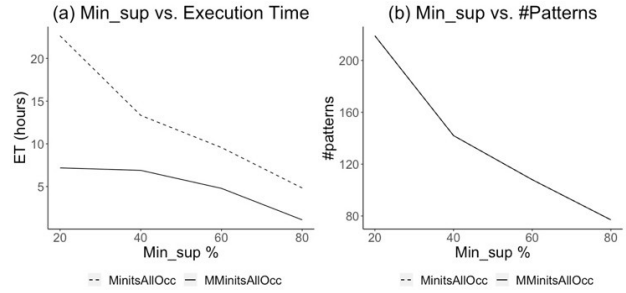 (a) Min_sup vs. Execution Time
ET (hours)
20
15
10
5
20 40 60 80
Min_sup %
MinitsAllOcc MMinitsAllOcc
(b) Min_sup vs. #Patterns
#patterns
200
160
120
80
20 40 60 80
Min_sup %
MinitsAllOcc MMinitsAllOcc